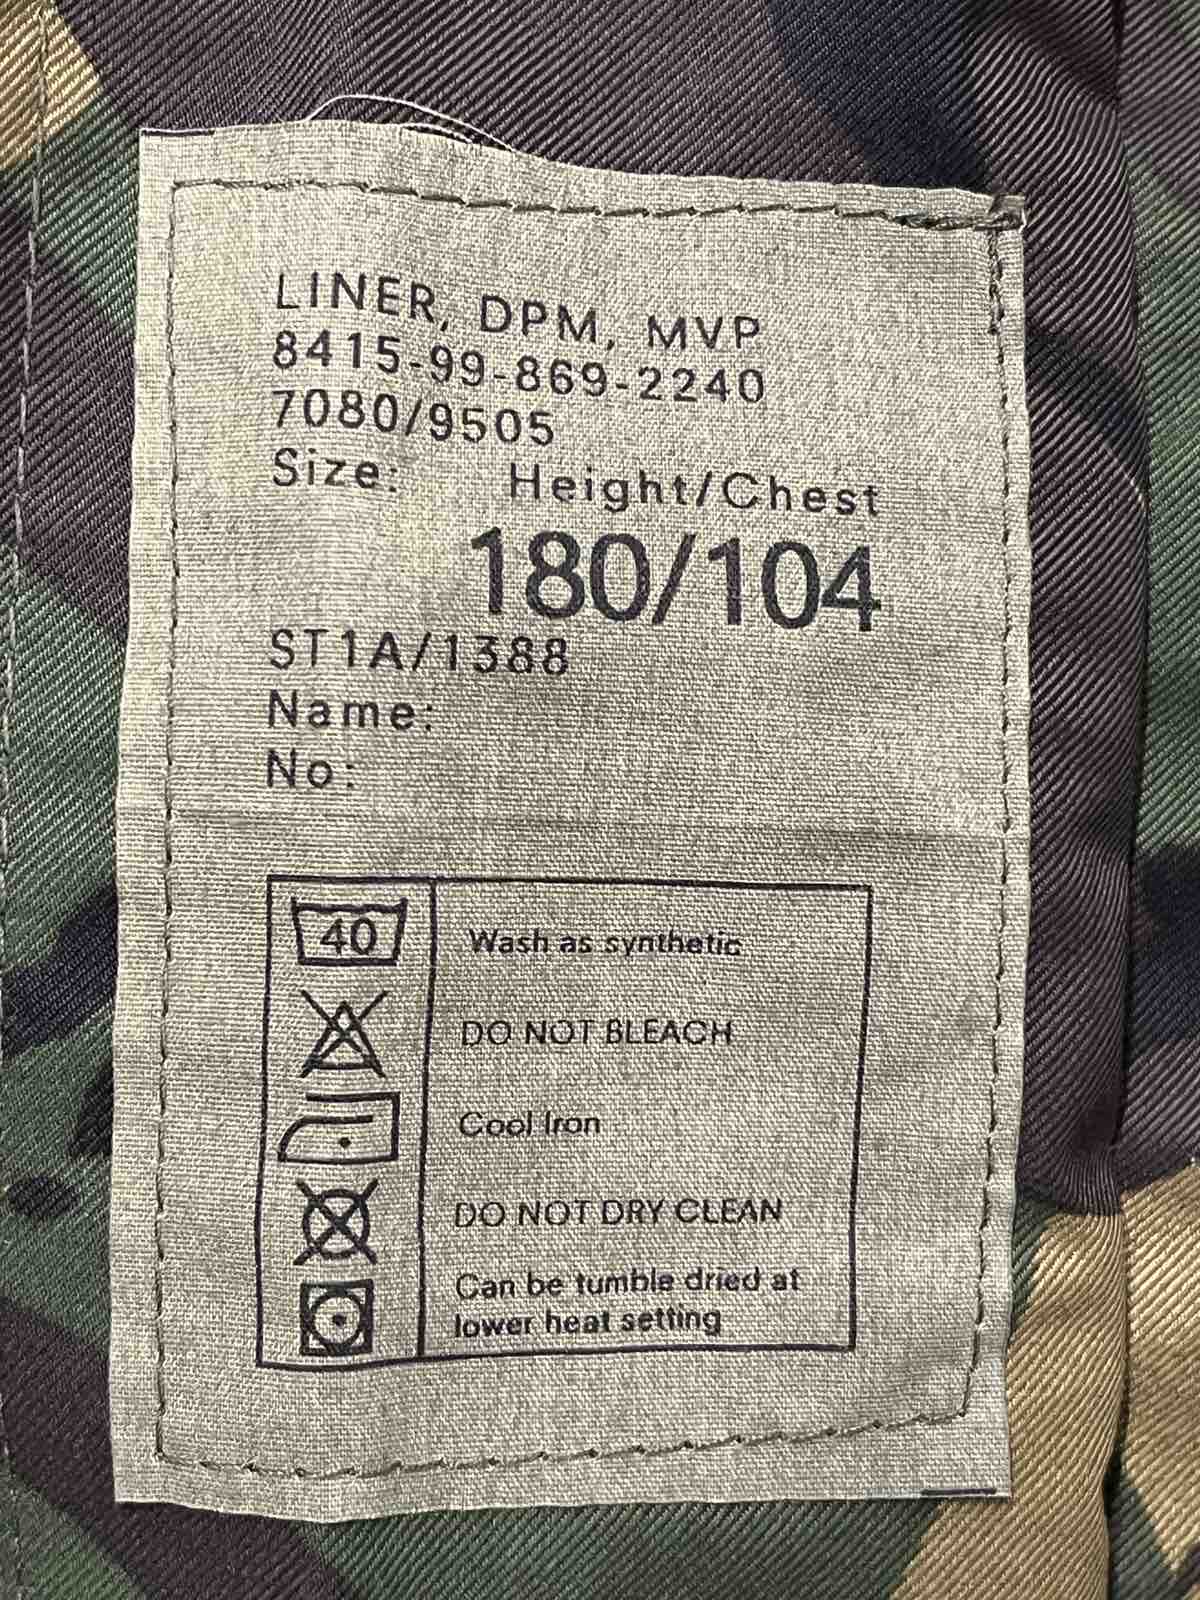 LINER, DPM, MVP
8415-99-869-2240
7080/9505
Size: Height/Chest
180/104
ST1A/1388
Name:
No:
40 Wash as synthetic
DO NOT BLEACH
Cool Iron
DO NOT DRY CLEAN
Can be tumble dried at
lower heat setting